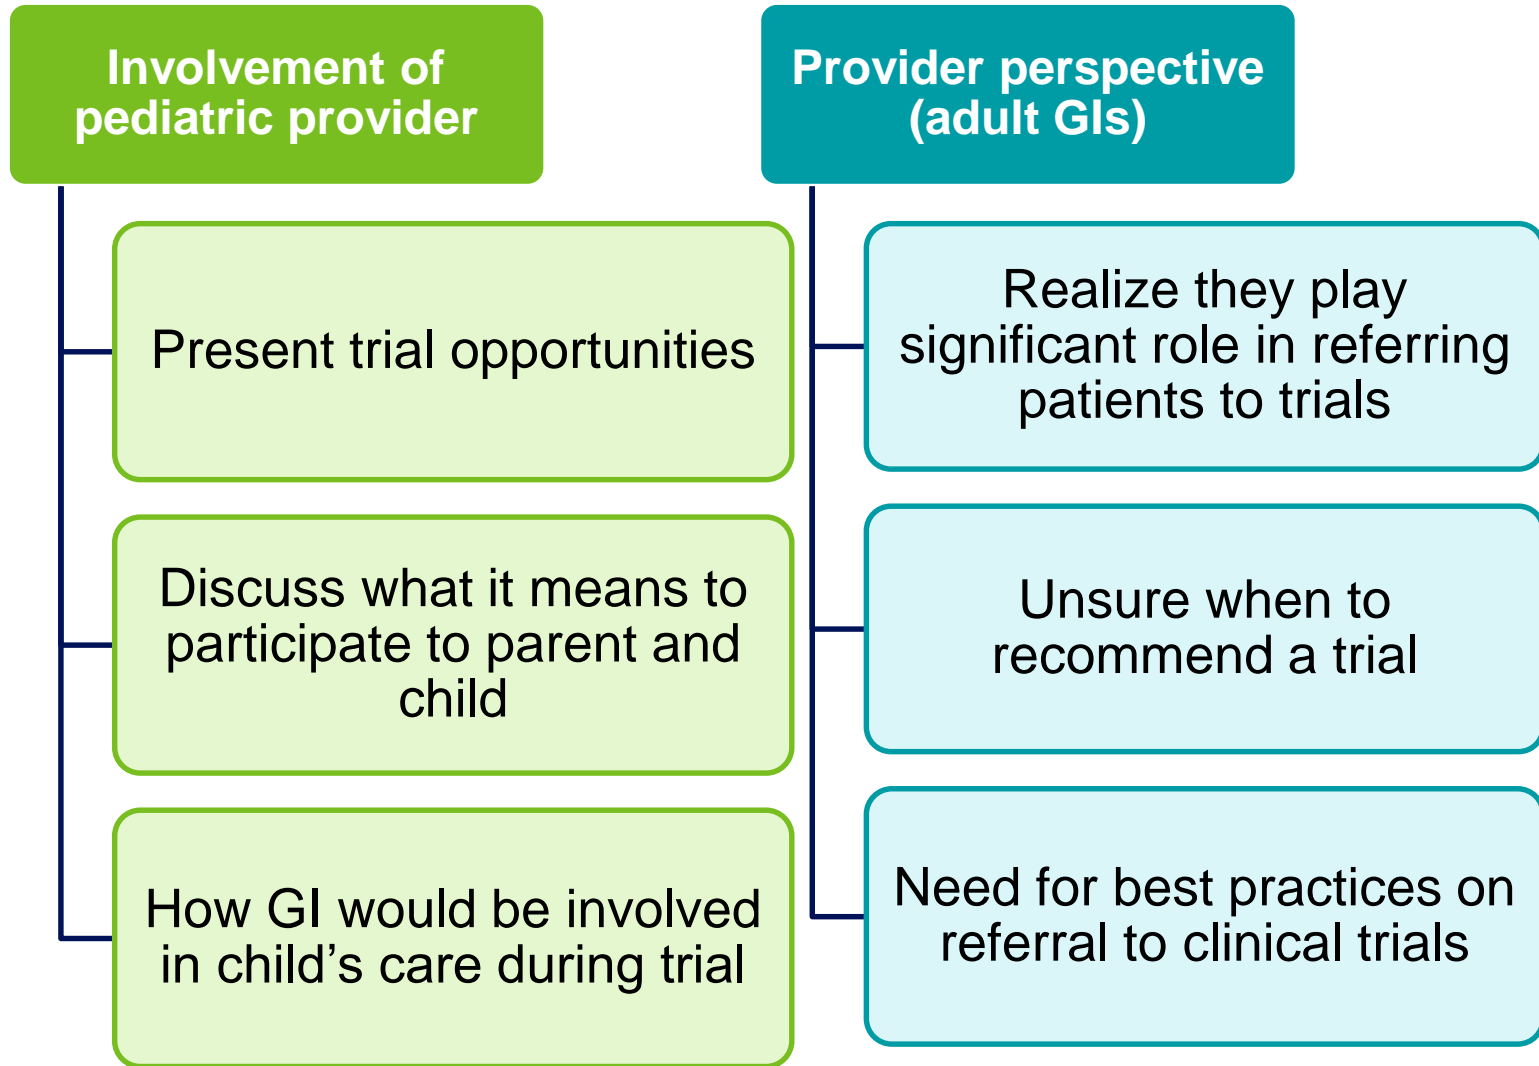 Involvement of
pediatric provider
Present trial opportunities
Discuss what it means to
participate to parent and
child
How GI would be involved
in child’s care during trial
Provider perspective
(adult GIs)
Realize they play
significant role in referring
patients to trials
Unsure when to
recommend a trial
Need for best practices on
referral to clinical trials